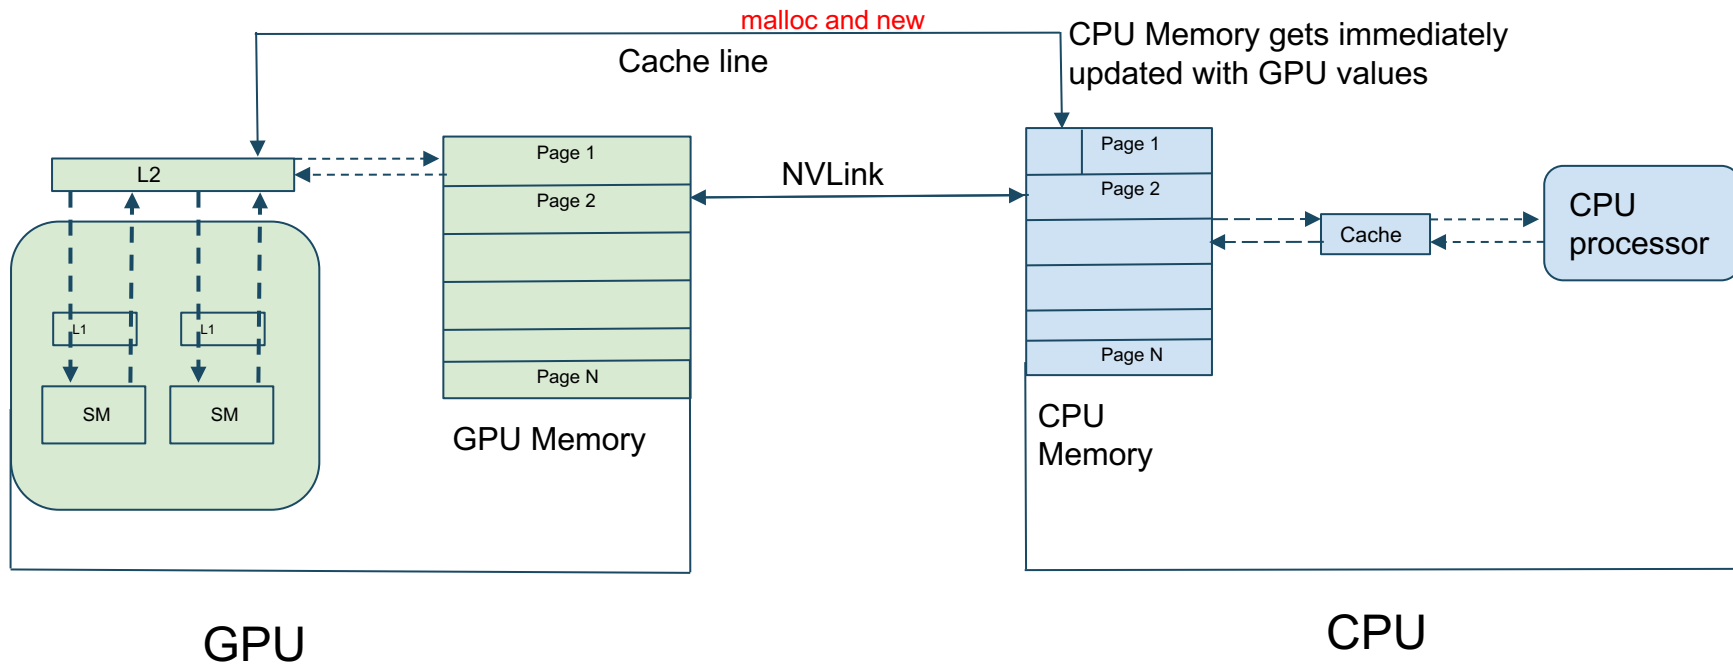 malloc and new
Cache line
CPU Memory gets immediately
updated with GPU values
L2
L1
L1
SM
SM
Page 1
Page 2
Page N
GPU Memory
NVLink
Page 1
Page 2
Page N
CPU
Memory
Cache
CPU
processor
GPU
CPU